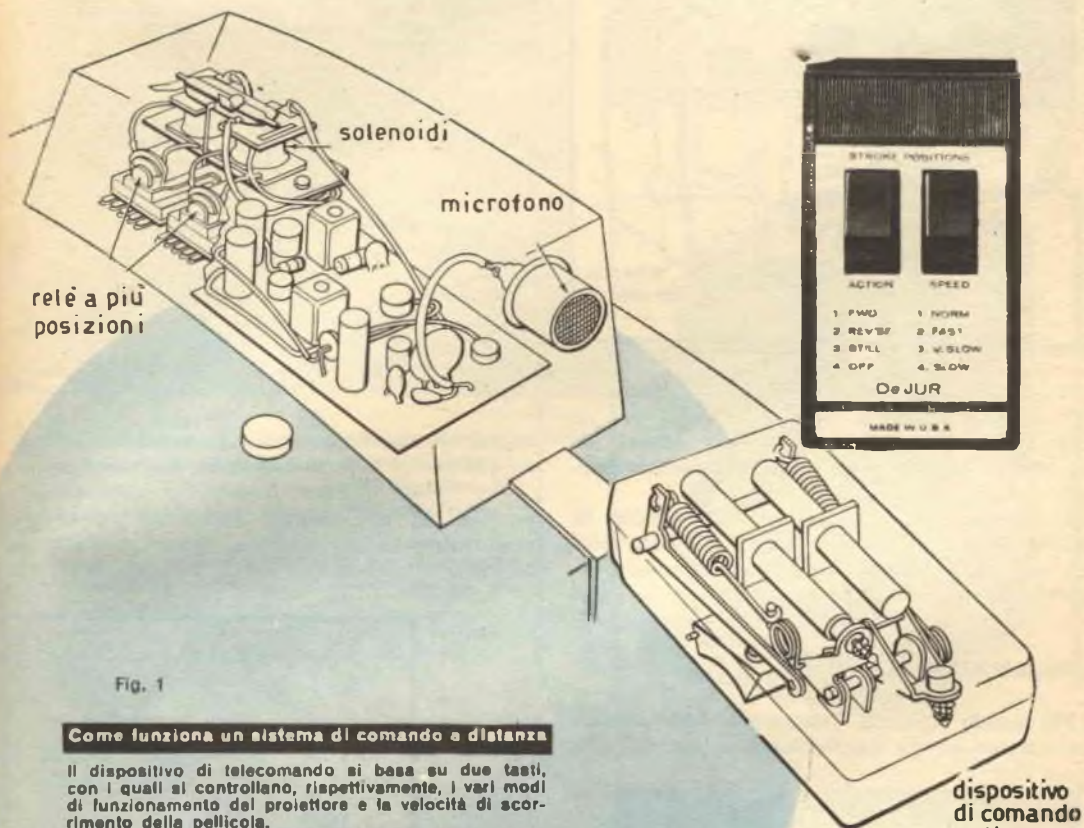 solenoidi
microfono
relè a più
posizioni
STROKE POSITIONS
ACTION SPEED
1 FWD 1 NORM
2 2 FAST
3 STILL 3 V. SLOW
4 OFF 4 SLOW
DeJUR
MADE IN U S A
Fig. 1
Come funziona un sistema di comando a distanza
Il dispositivo di telecomando si basa su due tasti,
con i quali si controllano, rispettivamente, i vari modi
di funzionamento del proiettore e la velocità di scor-
rimento della pellicola.
dispositivo
di comando